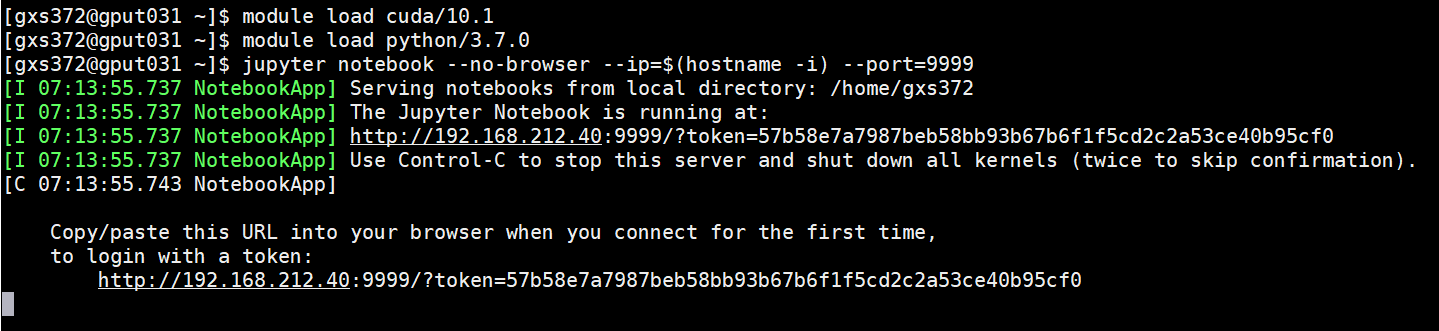 [gxs372@gput031 ~]$ module load cuda/10.1
[gxs372@gput031 ~]$ module load python/3.7.0
[gxs372@gput031 ~]$ jupyter notebook --no-browser --ip=$(hostname -i) --port=9999
[I 07:13:55.737 NotebookApp] Serving notebooks from local directory: /home/gxs372
[I 07:13:55.737 NotebookApp] The Jupyter Notebook is running at:
[I 07:13:55.737 NotebookApp] http://192.168.212.40:9999/?token=57b58e7a7987beb58bb93b67b6f1f5cd2c2a53ce40b95cf0
[I 07:13:55.737 NotebookApp] Use Control-C to stop this server and shut down all kernels (twice to skip confirmation).
[C 07:13:55.743 NotebookApp]
Copy/paste this URL into your browser when you connect for the first time,
to login with a token:
http://192.168.212.40:9999/?token=57b58e7a7987beb58bb93b67b6f1f5cd2c2a53ce40b95cf0